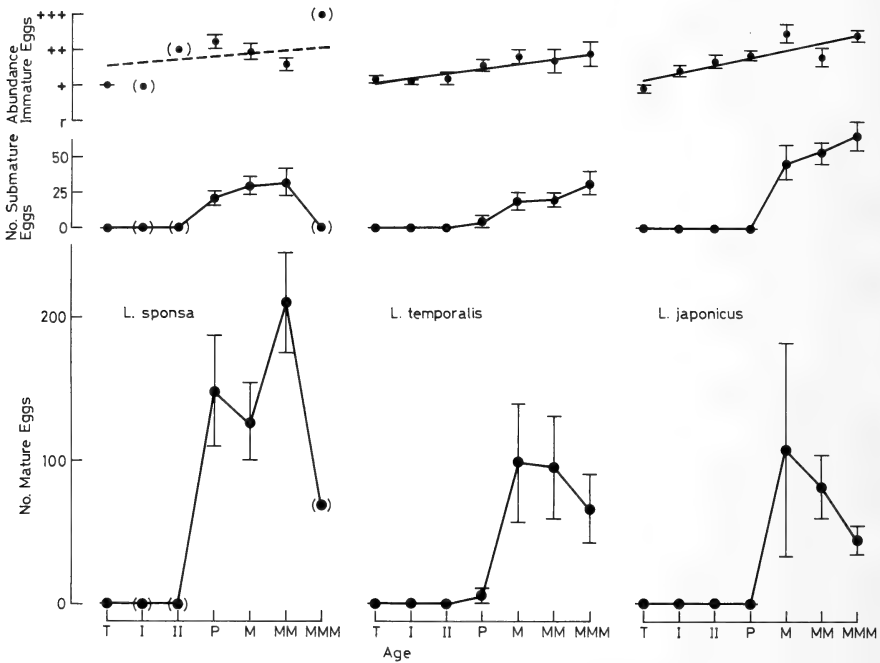 +++
++
+
r
Abundance
Immature Eggs
50
25
0
No. Submature
Eggs
L. sponsa
L. temporalis
L. japonicus
200
100
0
No. Mature Eggs
( ) ( ) ( )
( ) ( ) ( )
( ) ( ) ( )
T I II P M MM MMM
T I II P M MM MMM
T I II P M MM MMM
Age